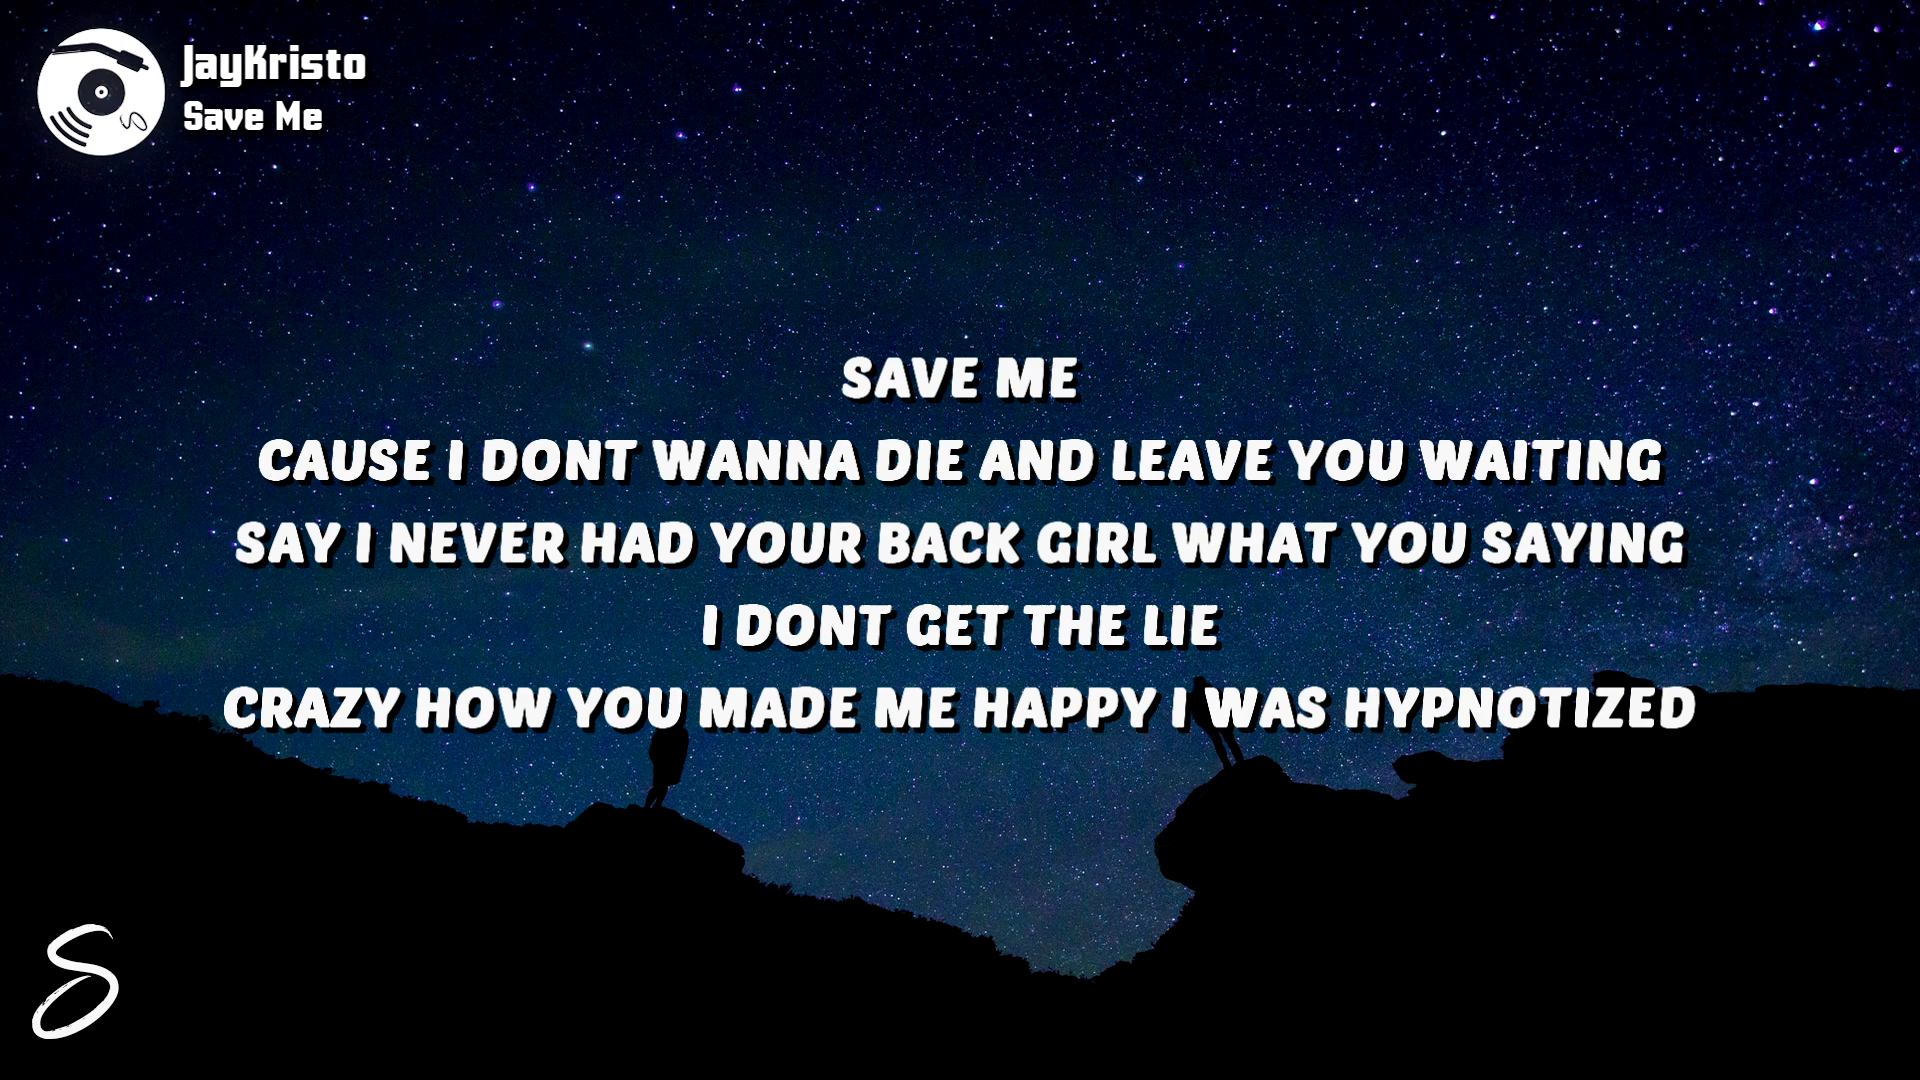 JayKristo
Save Me
SAVE ME
CAUSE I DONT WANNA DIE AND LEAVE YOU WAITING
SAY I NEVER HAD YOUR BACK GIRL WHAT YOU SAYING
I DONT GET THE LIE
CRAZY HOW YOU MADE ME HAPPY I WAS HYPNOTIZED
S